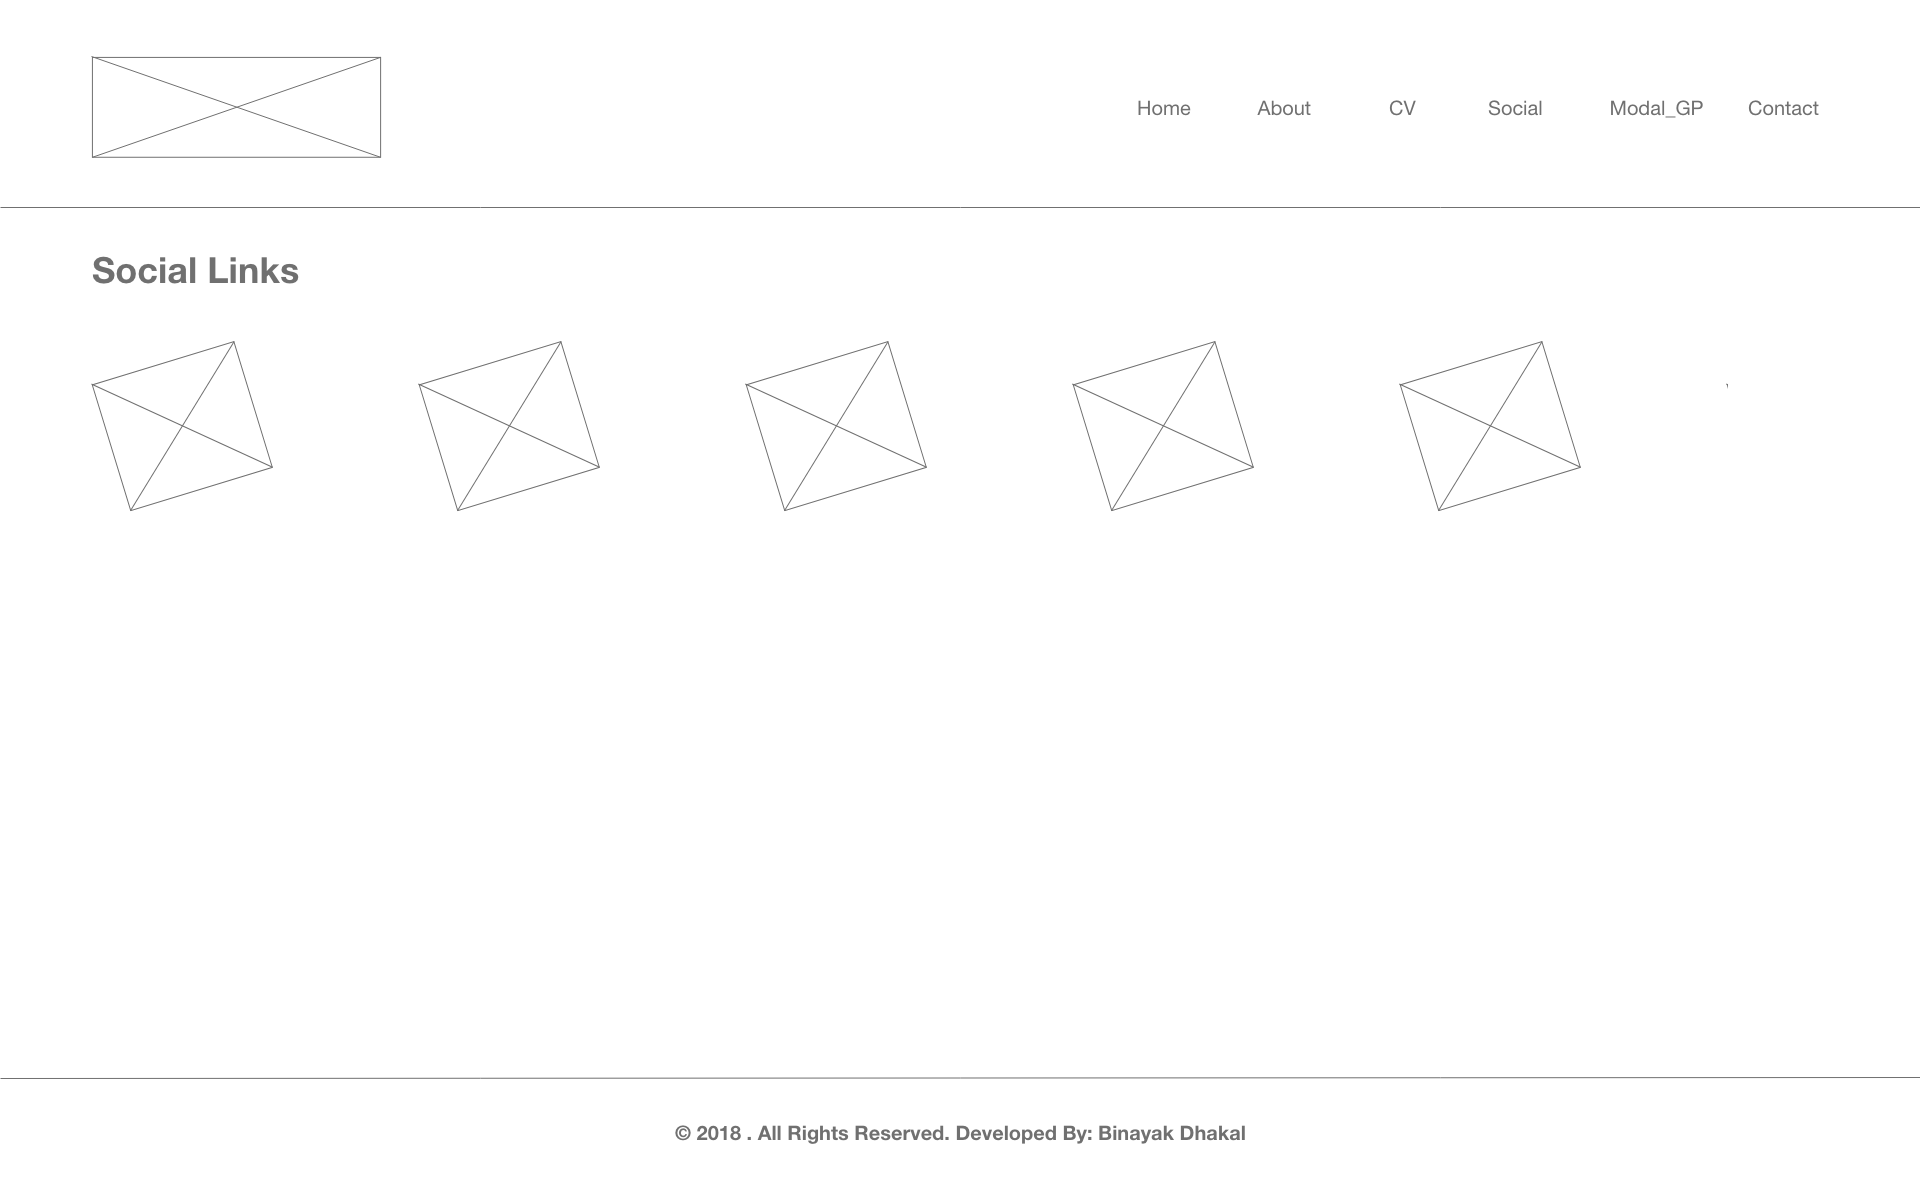 Home About CV Social Modal_GP Contact
Social Links
© 2018 . All Rights Reserved. Developed By: Binayak Dhakal